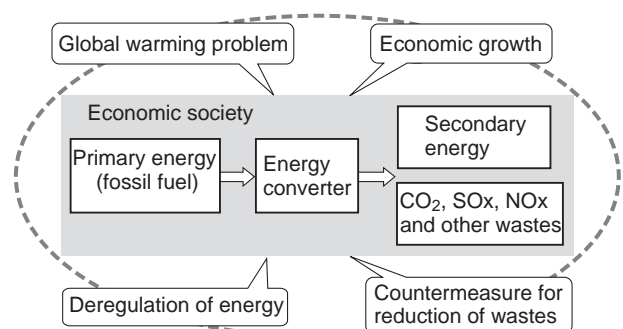 Global warming problem
Economic growth
Economic society
Primary energy
(fossil fuel)
Energy
converter
Secondary
energy
CO₂, SOx, NOx
and other wastes
Deregulation of energy
Countermeasure for
reduction of wastes